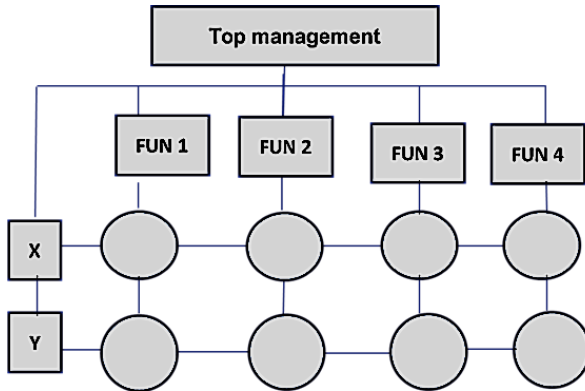 Top management
FUN 1
FUN 2
FUN 3
FUN 4
X
Y